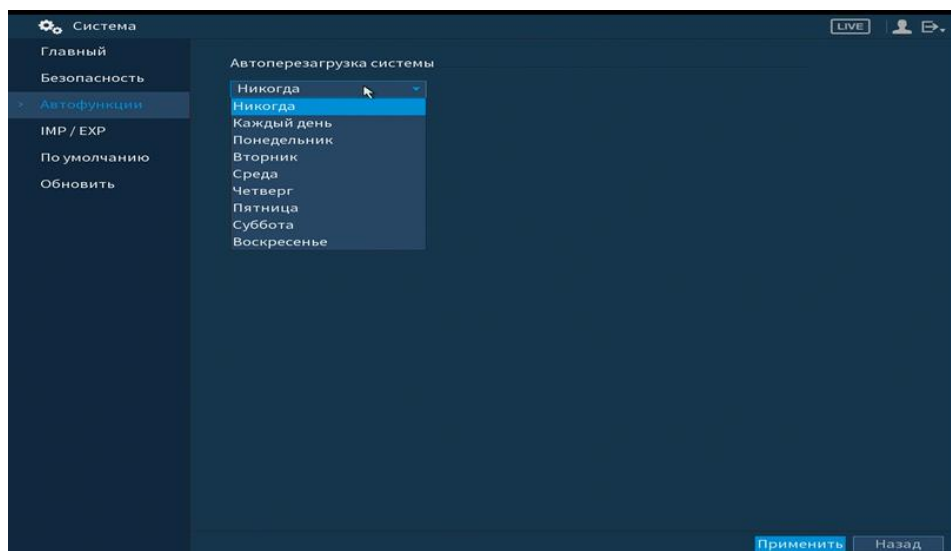 Система
LIVE
Главный
Безопасность
Автофункции
IMP / EXP
По умолчанию
Обновить
Автоперезагрузка системы
Никогда
Никогда
Каждый день
Понедельник
Вторник
Среда
Четверг
Пятница
Суббота
Воскресенье
Применить
Назад